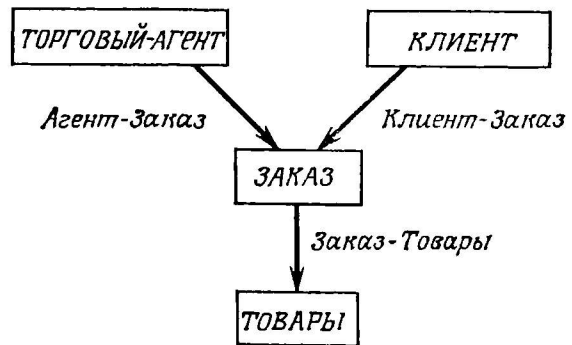 ТОРГОВЫЙ-АГЕНТ
КЛИЕНТ
Агент-Заказ
Клиент-Заказ
ЗАКАЗ
Заказ-Товары
ТОВАРЫ